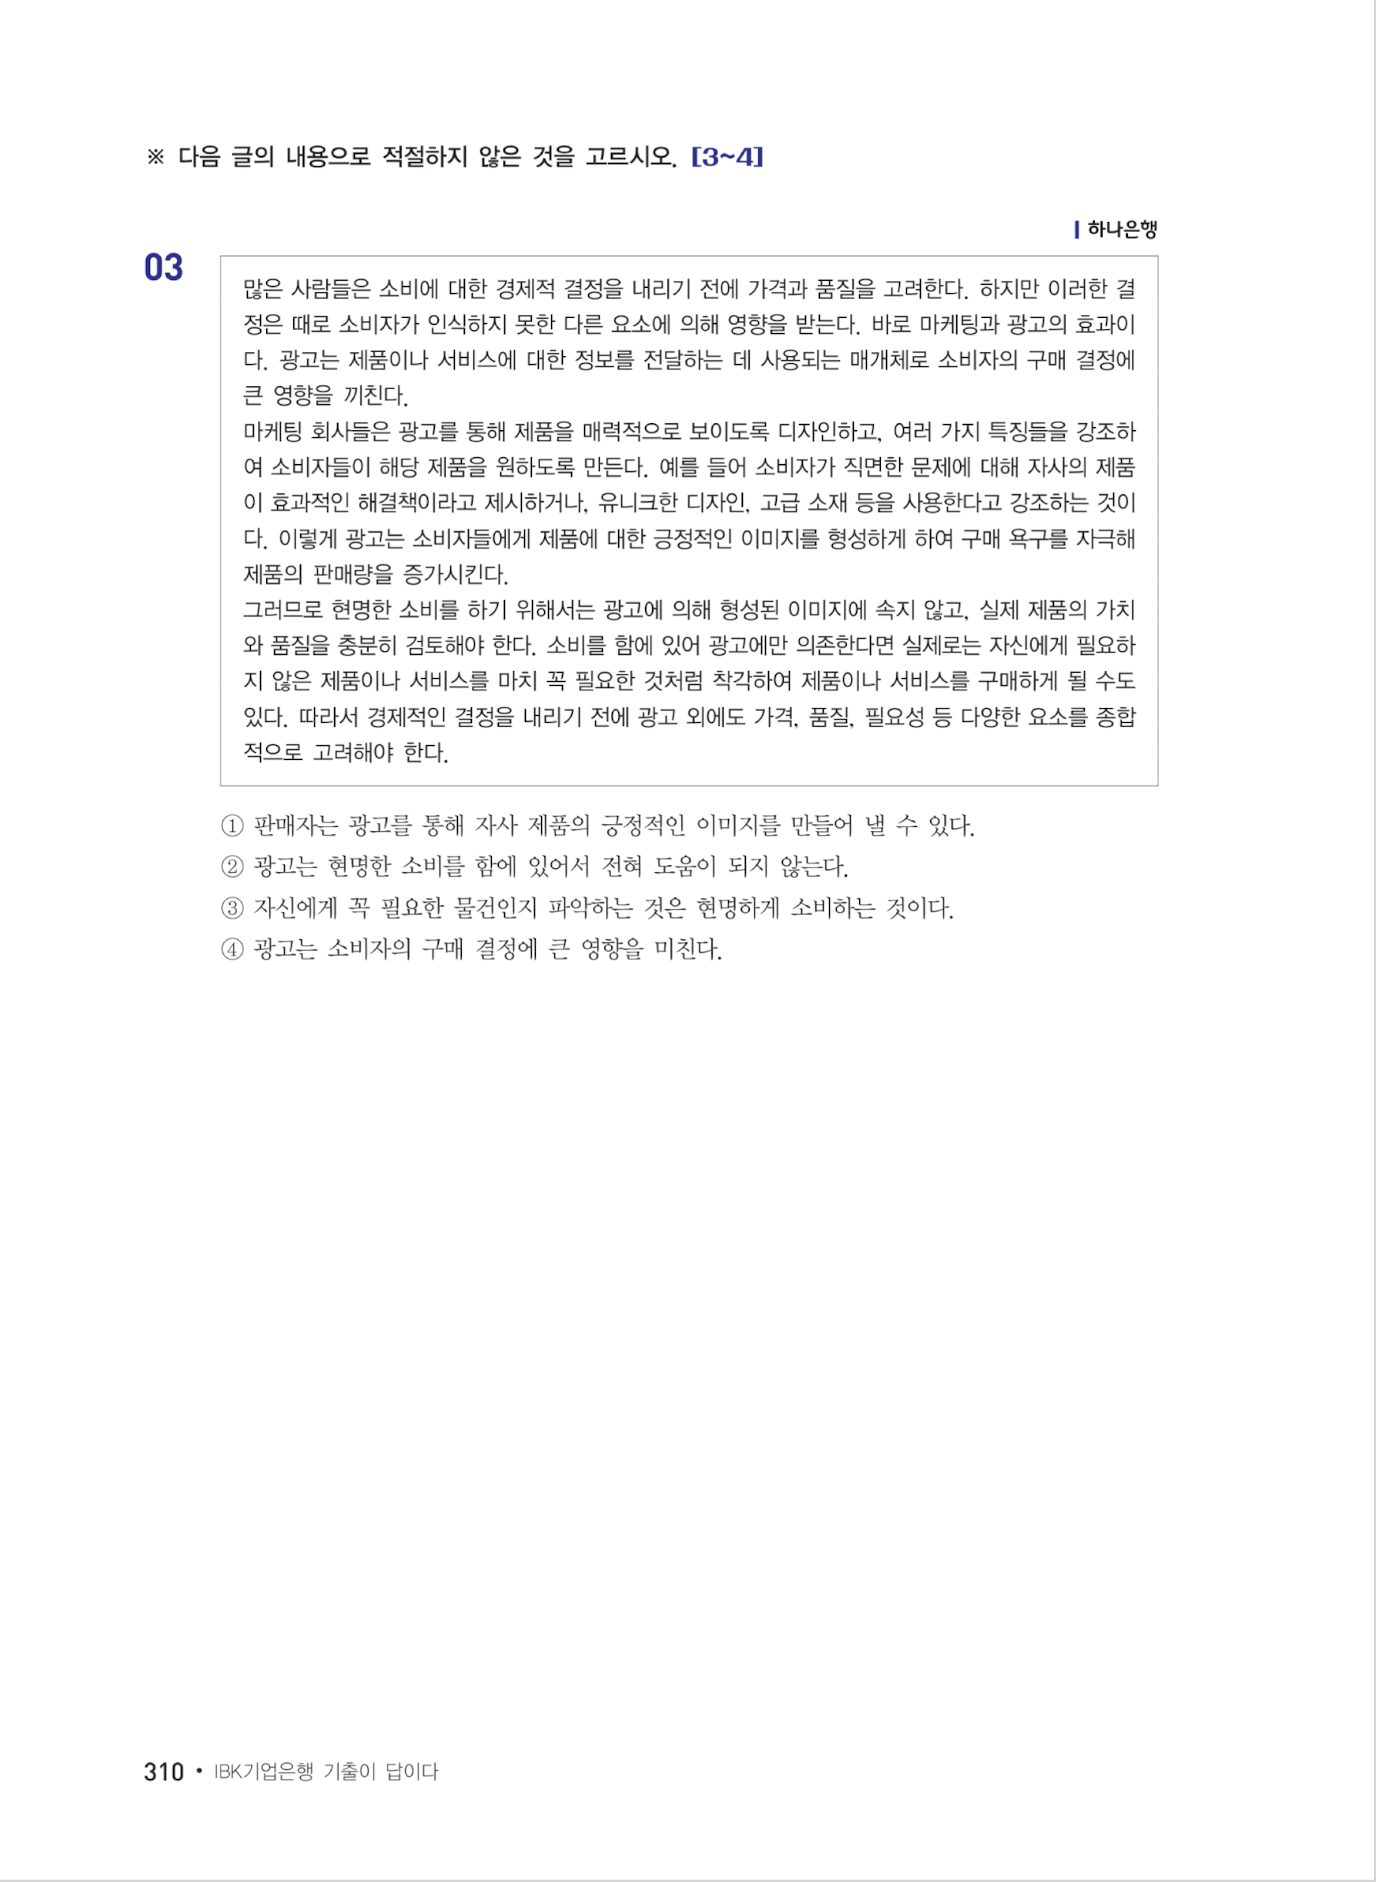 ※ 다음 글의 내용으로 적절하지 않은 것을 고르시오. [3~4]
| 하나은행
03
많은 사람들은 소비에 대한 경제적 결정을 내리기 전에 가격과 품질을 고려한다. 하지만 이러한 결
정은 때로 소비자가 인식하지 못한 다른 요소에 의해 영향을 받는다. 바로 마케팅과 광고의 효과이
다. 광고는 제품이나 서비스에 대한 정보를 전달하는 데 사용되는 매개체로 소비자의 구매 결정에
큰 영향을 끼친다.
마케팅 회사들은 광고를 통해 제품을 매력적으로 보이도록 디자인하고, 여러 가지 특징들을 강조하
여 소비자들이 해당 제품을 원하도록 만든다. 예를 들어 소비자가 직면한 문제에 대해 자사의 제품
이 효과적인 해결책이라고 제시하거나, 유니크한 디자인, 고급 소재 등을 사용한다고 강조하는 것이
다. 이렇게 광고는 소비자들에게 제품에 대한 긍정적인 이미지를 형성하게 하여 구매 욕구를 자극해
제품의 판매량을 증가시킨다.
그러므로 현명한 소비를 하기 위해서는 광고에 의해 형성된 이미지에 속지 않고, 실제 제품의 가치
와 품질을 충분히 검토해야 한다. 소비를 함에 있어 광고에만 의존한다면 실제로는 자신에게 필요하
지 않은 제품이나 서비스를 마치 꼭 필요한 것처럼 착각하여 제품이나 서비스를 구매하게 될 수도
있다. 따라서 경제적인 결정을 내리기 전에 광고 외에도 가격, 품질, 필요성 등 다양한 요소를 종합
적으로 고려해야 한다.
① 판매자는 광고를 통해 자사 제품의 긍정적인 이미지를 만들어 낼 수 있다.
② 광고는 현명한 소비를 함에 있어서 전혀 도움이 되지 않는다.
③ 자신에게 꼭 필요한 물건인지 파악하는 것은 현명하게 소비하는 것이다.
④ 광고는 소비자의 구매 결정에 큰 영향을 미친다.
310 • IBK기업은행 기출이 답이다